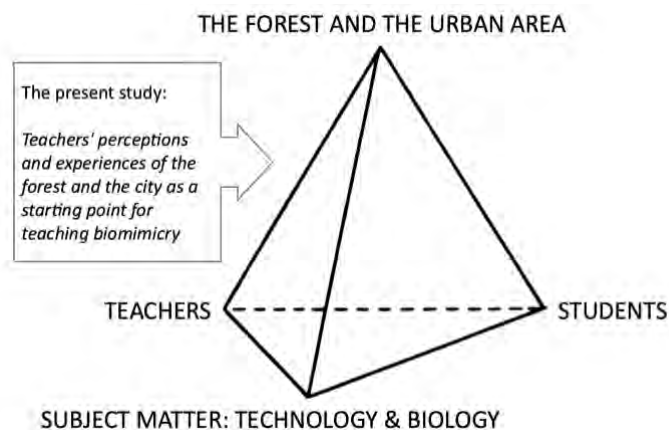 THE FOREST AND THE URBAN AREA
The present study:
Teachers' perceptions
and experiences of the
forest and the city as a
starting point for
teaching biomimicry
TEACHERS
STUDENTS
SUBJECT MATTER: TECHNOLOGY & BIOLOGY